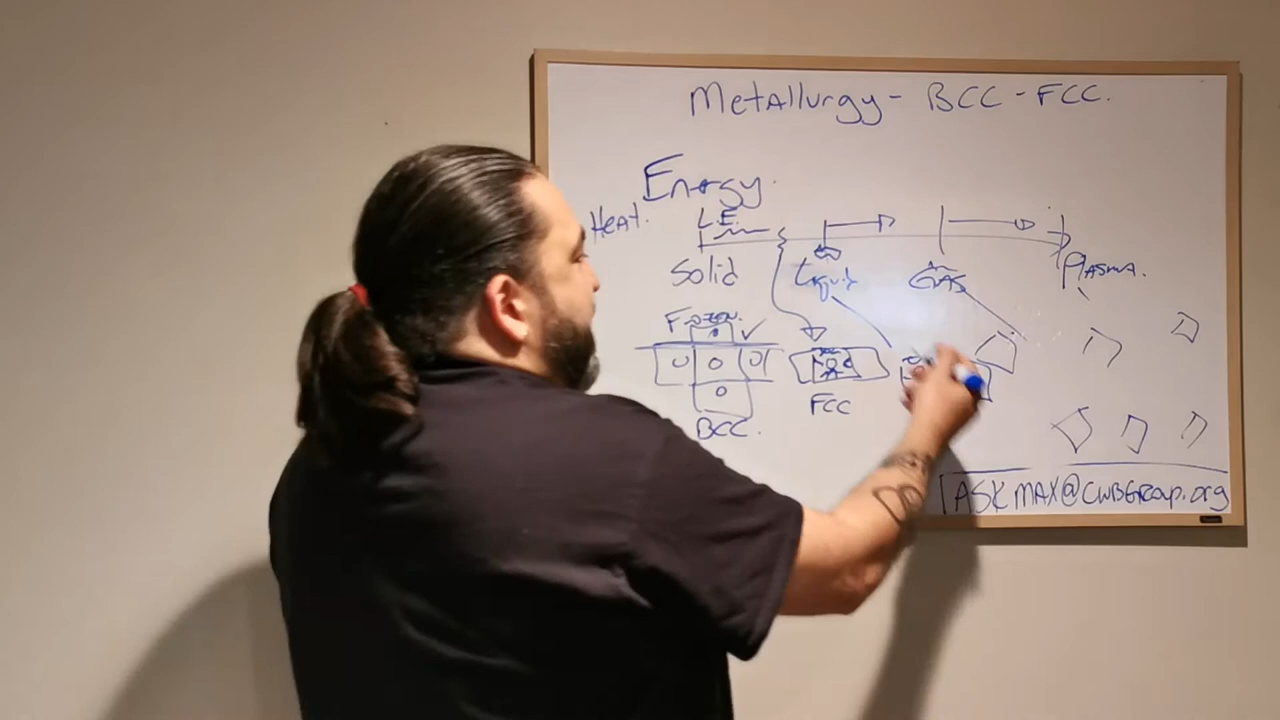 Metallurgy - BCC - FCC.
Energy.
Heat.
L.E.
Solid
Liquid
GAS
PLASMA.
Frozen.
FCC
BCC.
ASK MAX@CWBGroup.org